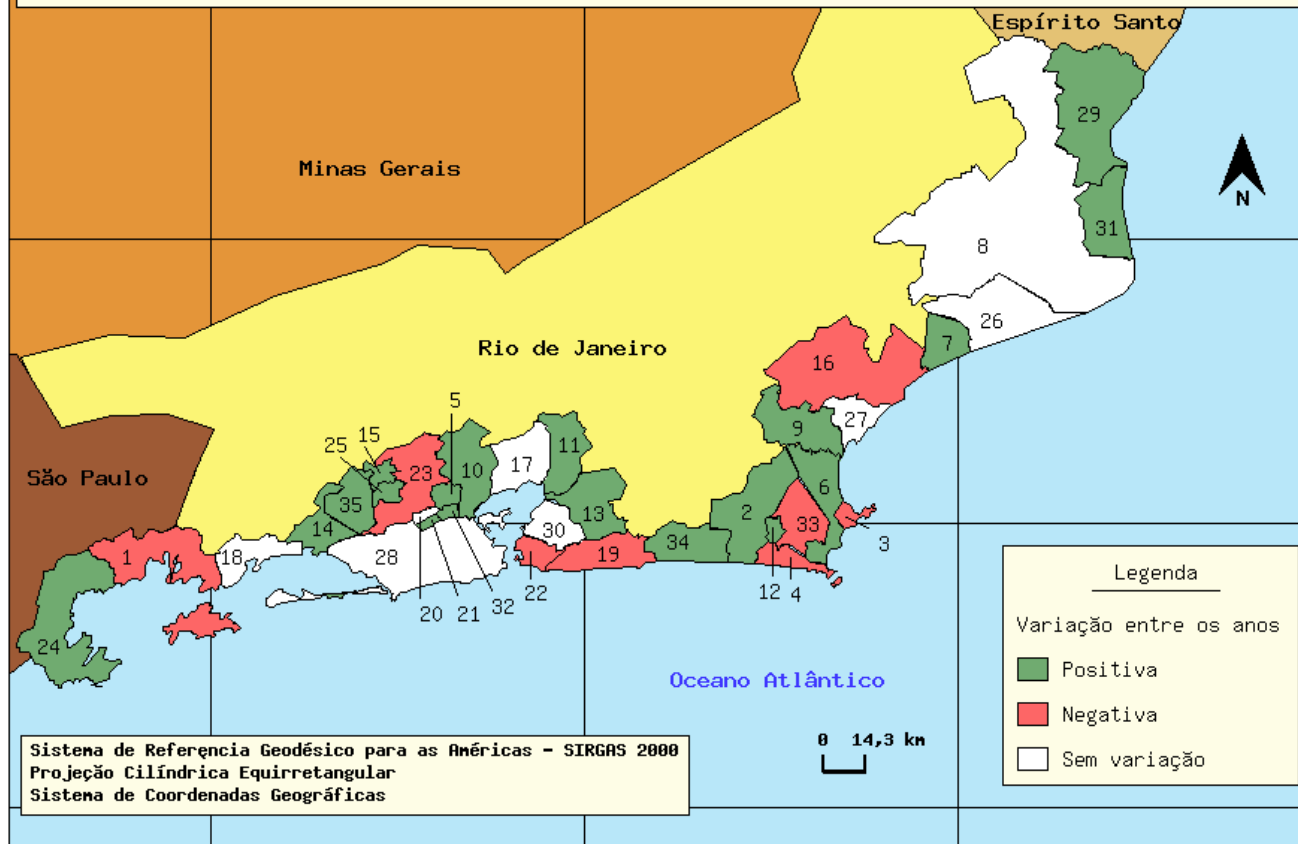 Espírito Santo
29
Minas Gerais
N
31
8
26
Rio de Janeiro
7
16
5
27
15
9
11
25
17
São Paulo
23
10
6
35
13
2
14
33
30
1
28
19
34
18
3
Legenda
12
4
22
32
20
21
Variação entre os anos
24
Positiva
Oceano Atlântico
Negativa
0 14,3 km
Sistema de Referençia Geodésico para as Américas - SIRGAS 2000
Sem variação
Projeção Cilíndrica Equirretangular
Sistema de Coordenadas Geográficas